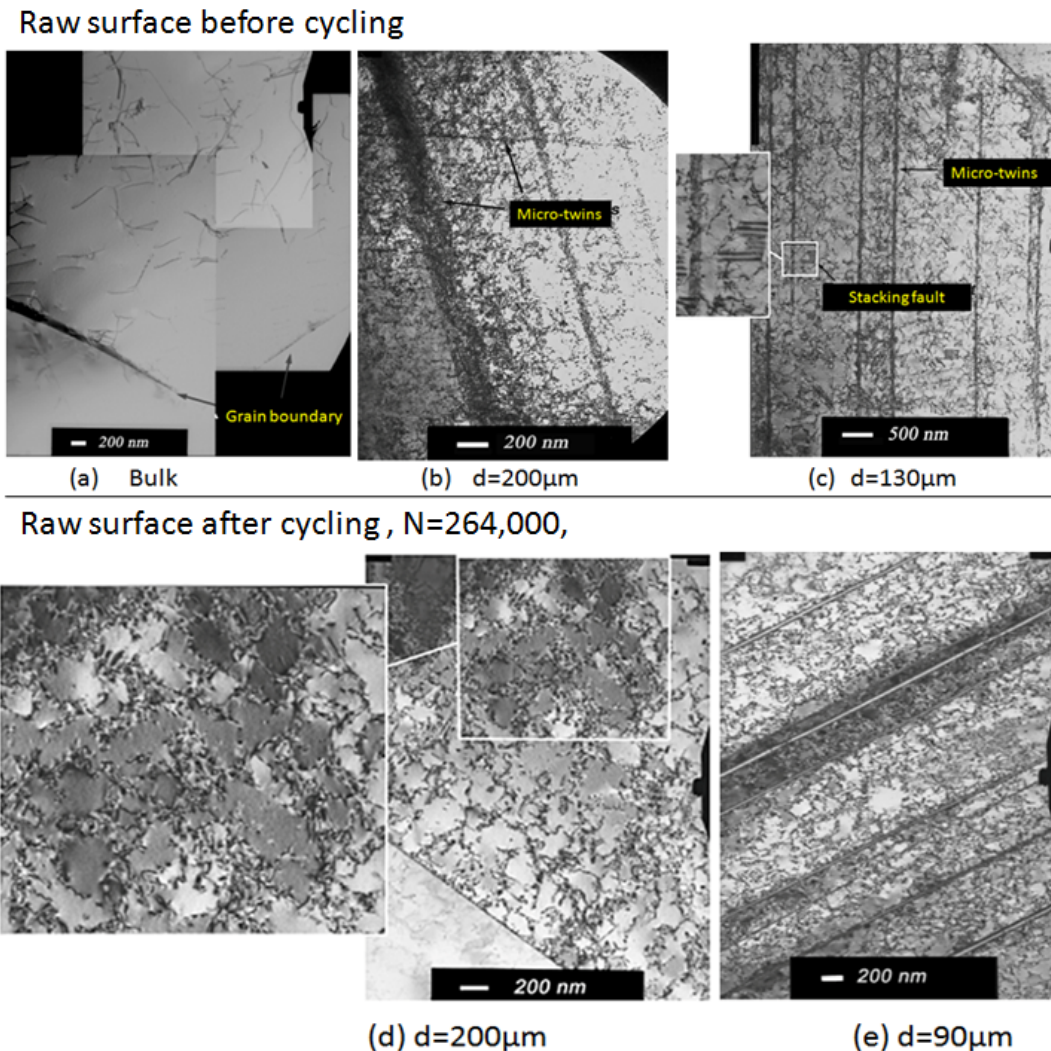 Raw surface before cycling
Micro-twins s
Micro-twins
Stacking fault
Grain boundary
200 nm
200 nm
500 nm
(a) Bulk
(b) d=200μm
(c) d=130μm
Raw surface after cycling , N=264,000,
200 nm
200 nm
(d) d=200μm
(e) d=90μm